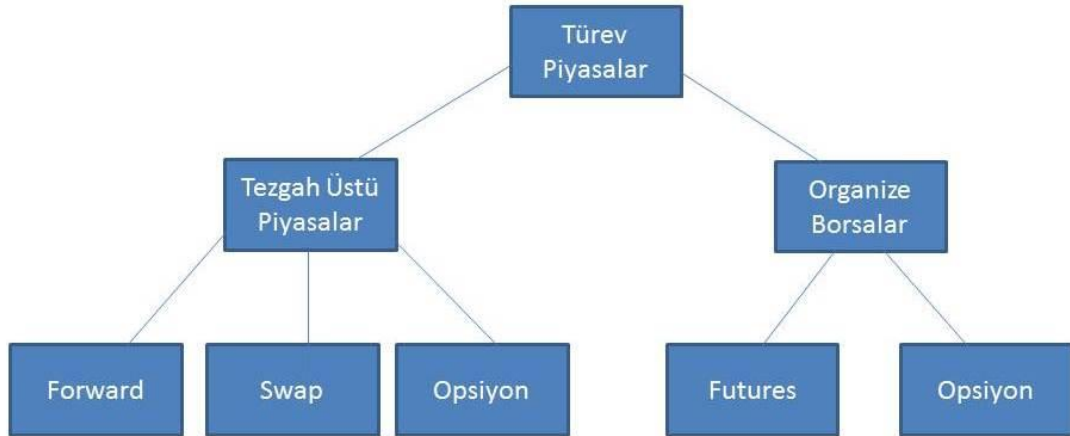 Türev
Piyasalar
Tezgah Üstü
Piyasalar
Organize
Borsalar
Forward
Swap
Opsiyon
Futures
Opsiyon